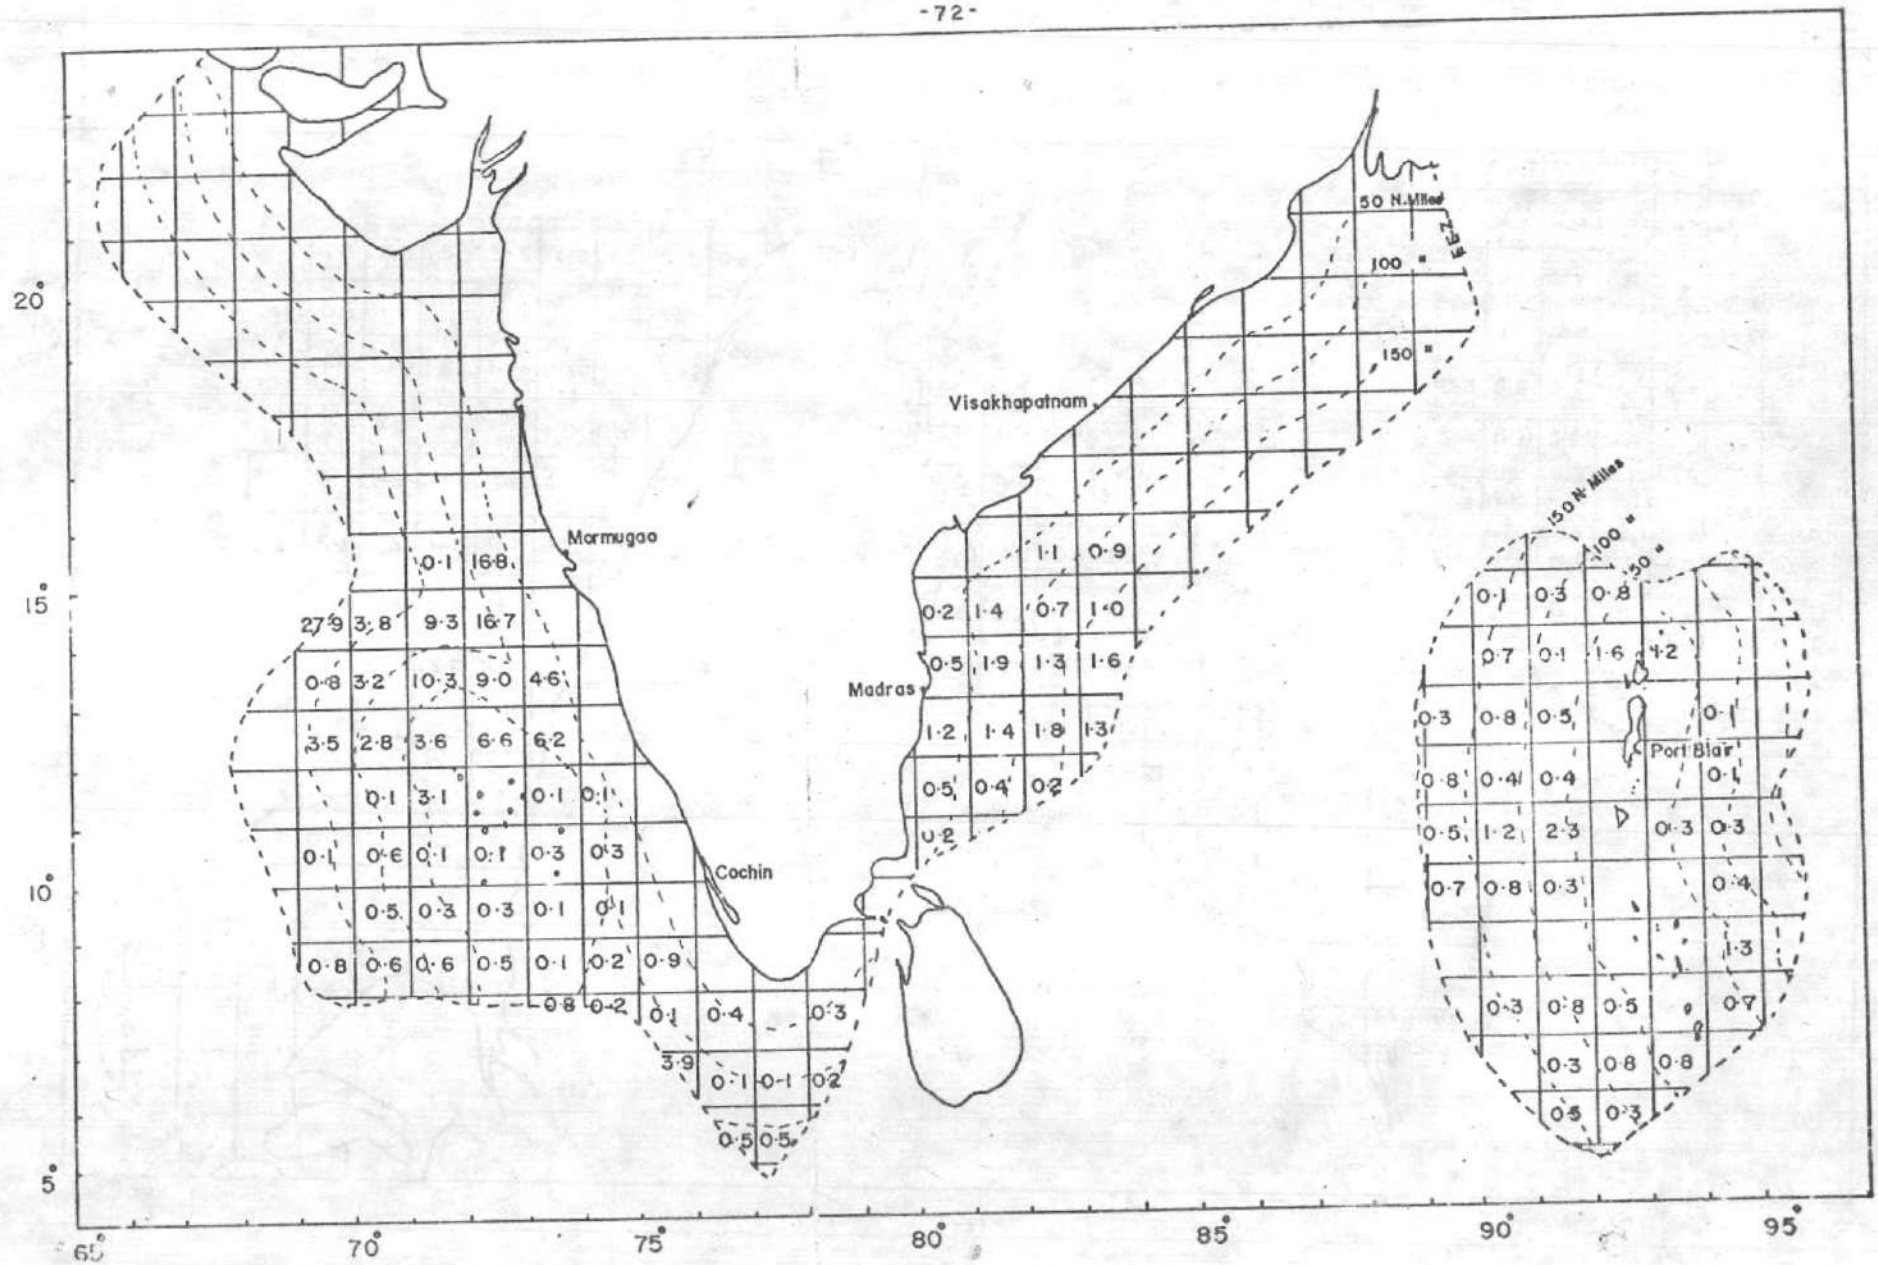 -72-
50 N.Miles
EEZ
100 "
20°
150 "
Visakhapatnam
150 N. Miles
100 "
50 "
Mormugao
0.1 16.8
1.1 0.9
15°
0.1 0.3 0.8
27.9 3.8 9.3 16.7
0.2 1.4 0.7 1.0
0.7 0.1 1.6 4.2
0.8 3.2 10.3 9.0 4.6
0.5 1.9 1.3 1.6
Madras
0.3 0.8 0.5 0.1
3.5 2.8 3.6 6.6 6.2
1.2 1.4 1.8 1.3
Port Blair
0.8 0.4 0.4 0.1
0.1 3.1 0.1 0.1
0.5 0.4 0.2
0.5 1.2 2.3 0.3 0.3
0.2
0.1 0.6 0.1 0.1 0.3 0.3
Cochin
10°
0.7 0.8 0.3 0.4
0.5 0.3 0.3 0.1 0.1
1.3
0.8 0.6 0.6 0.5 0.1 0.2 0.9
0.8 0.2 0.1 0.4 0.3
0.3 0.8 0.5 0.7
3.9
0.1 0.1 0.2
0.3 0.8 0.8
0.5 0.5
0.5 0.3
5°
65° 70° 75° 80° 85° 90° 95°